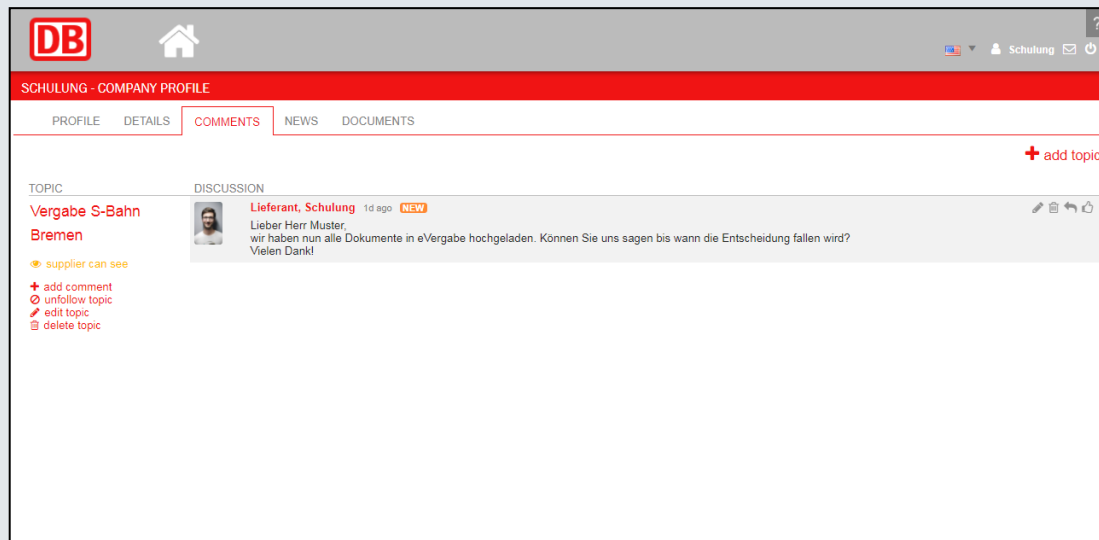 DB
?
Schulung
SCHULUNG - COMPANY PROFILE
PROFILE DETAILS COMMENTS NEWS DOCUMENTS
add topic
TOPIC DISCUSSION
Vergabe S-Bahn
Bremen
supplier can see
add comment
unfollow topic
edit topic
delete topic
Lieferant, Schulung 1d ago NEW
Lieber Herr Muster,
wir haben nun alle Dokumente in eVergabe hochgeladen. Können Sie uns sagen bis wann die Entscheidung fallen wird?
Vielen Dank!